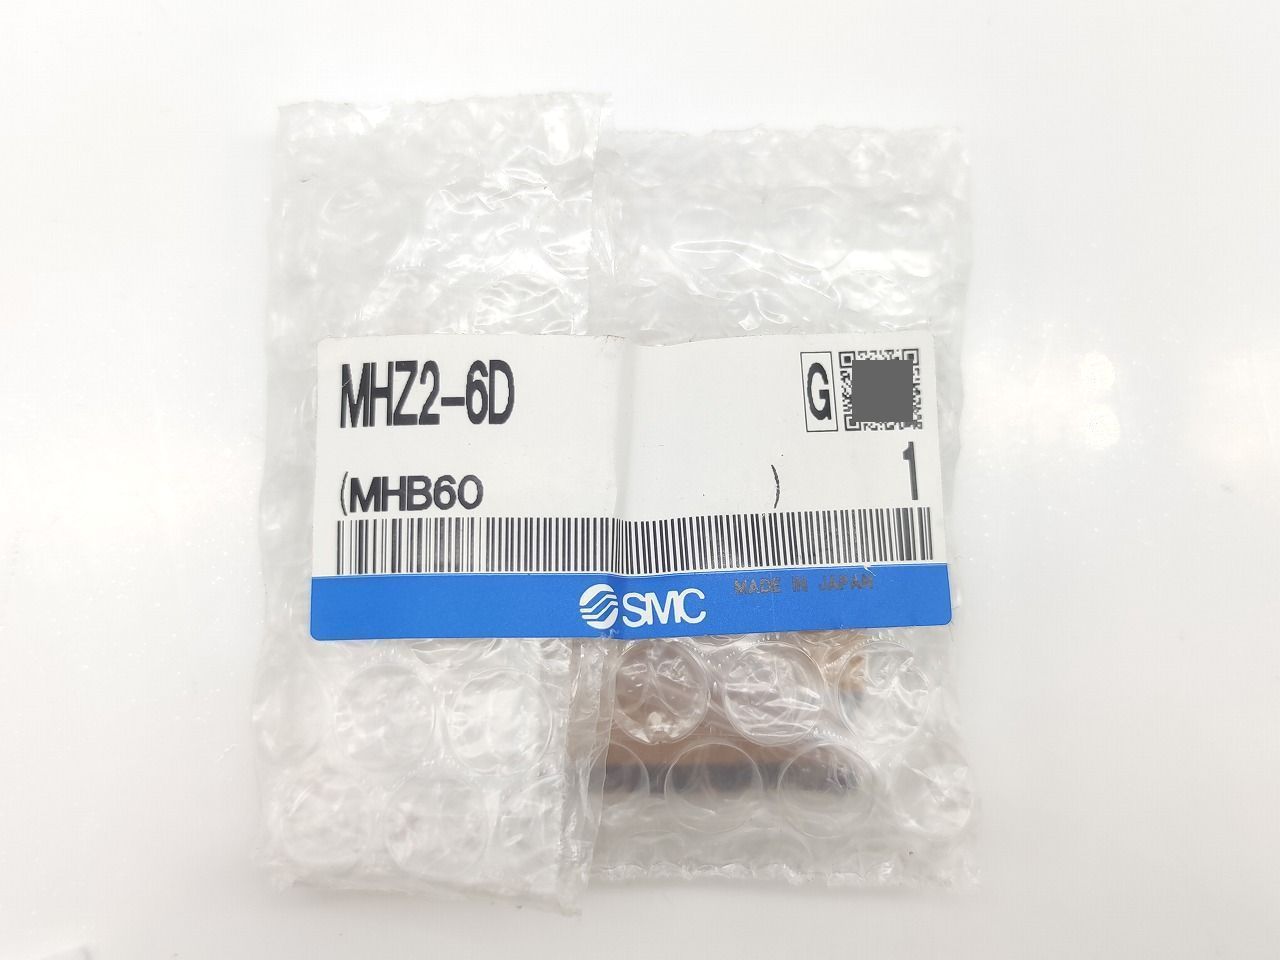 MHZ2-6D
G
(MHB60 )
1
SMC
MADE IN JAPAN